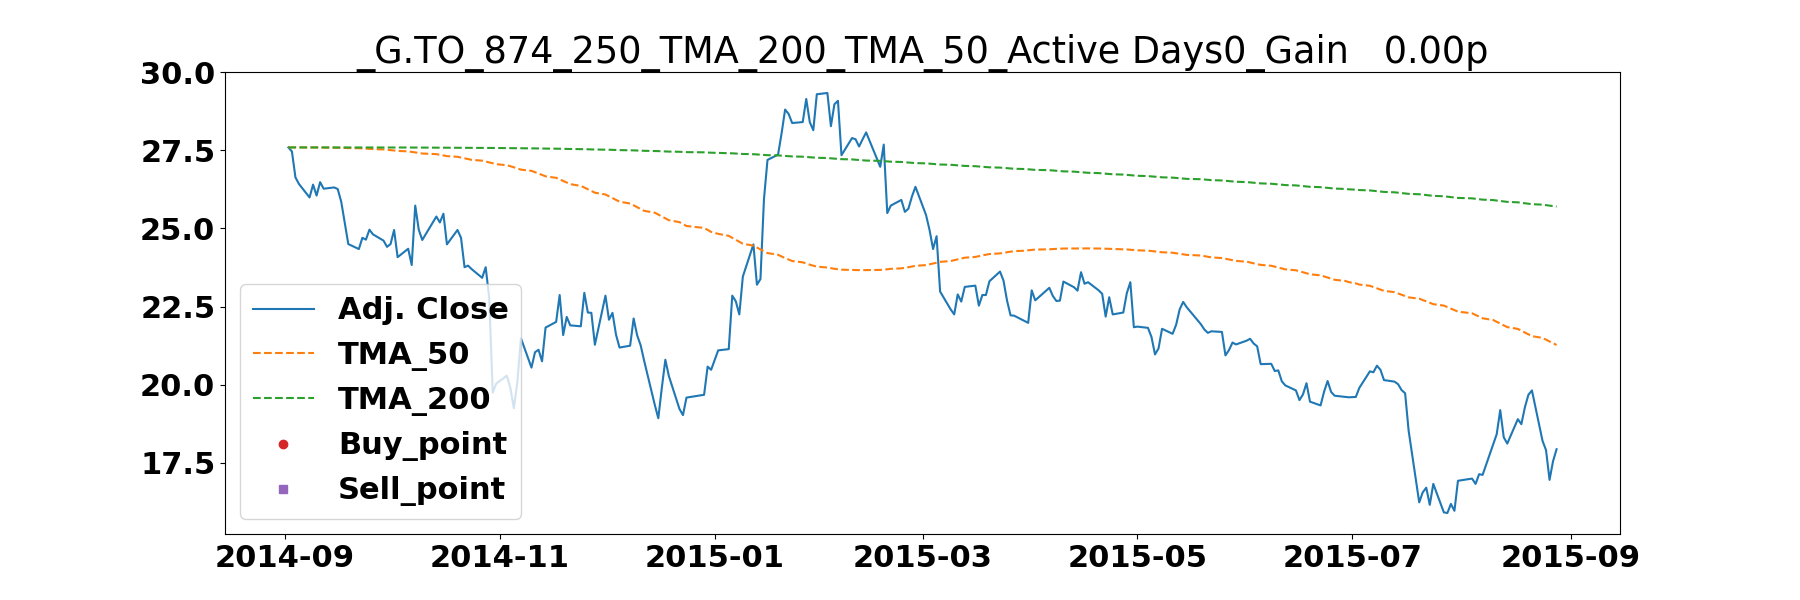 _G.TO_874_250_TMA_200_TMA_50_Active Days0_Gain   0.00p
30.0
27.5
25.0
22.5
20.0
17.5
Adj. Close
TMA_50
TMA_200
Buy_point
Sell_point
2014-09 2014-11 2015-01 2015-03 2015-05 2015-07 2015-09